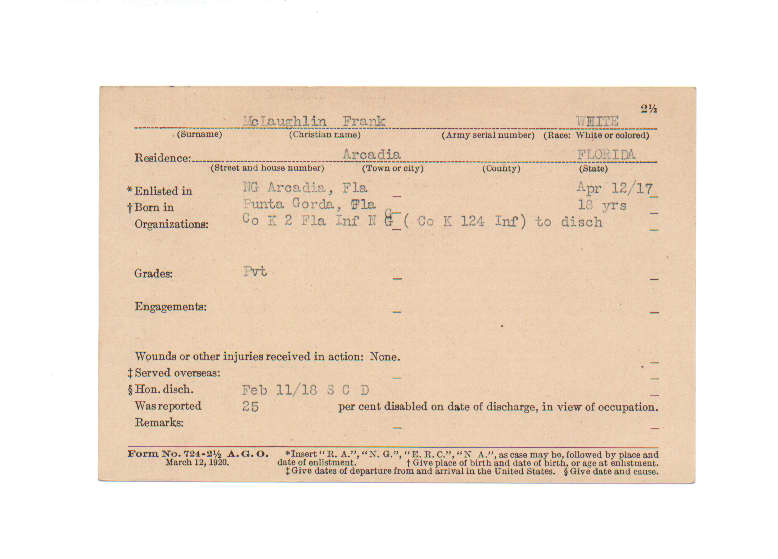 2½
McLaughlin Frank WHITE
(Surname) (Christian name) (Army serial number) (Race: White or colored)
Residence: Arcadia FLORIDA
(Street and house number) (Town or city) (County) (State)
*Enlisted in NG Arcadia, Fla Apr 12/17
†Born in Punta Gorda, Fla 18 yrs
Organizations: Co K 2 Fla Inf N G ( Co K 124 Inf) to disch
Grades: Pvt
Engagements:
Wounds or other injuries received in action: None.
‡Served overseas:
§Hon. disch. Feb 11/18 S C D
Was reported 25 per cent disabled on date of discharge, in view of occupation.
Remarks:
Form No. 724-2½ A. G. O. *Insert "R. A.", "N. G.", "E. R. C.", "N A.", as case may be, followed by place and
March 12, 1920. date of enlistment. †Give place of birth and date of birth, or age at enlistment.
‡Give dates of departure from and arrival in the United States. §Give date and cause.